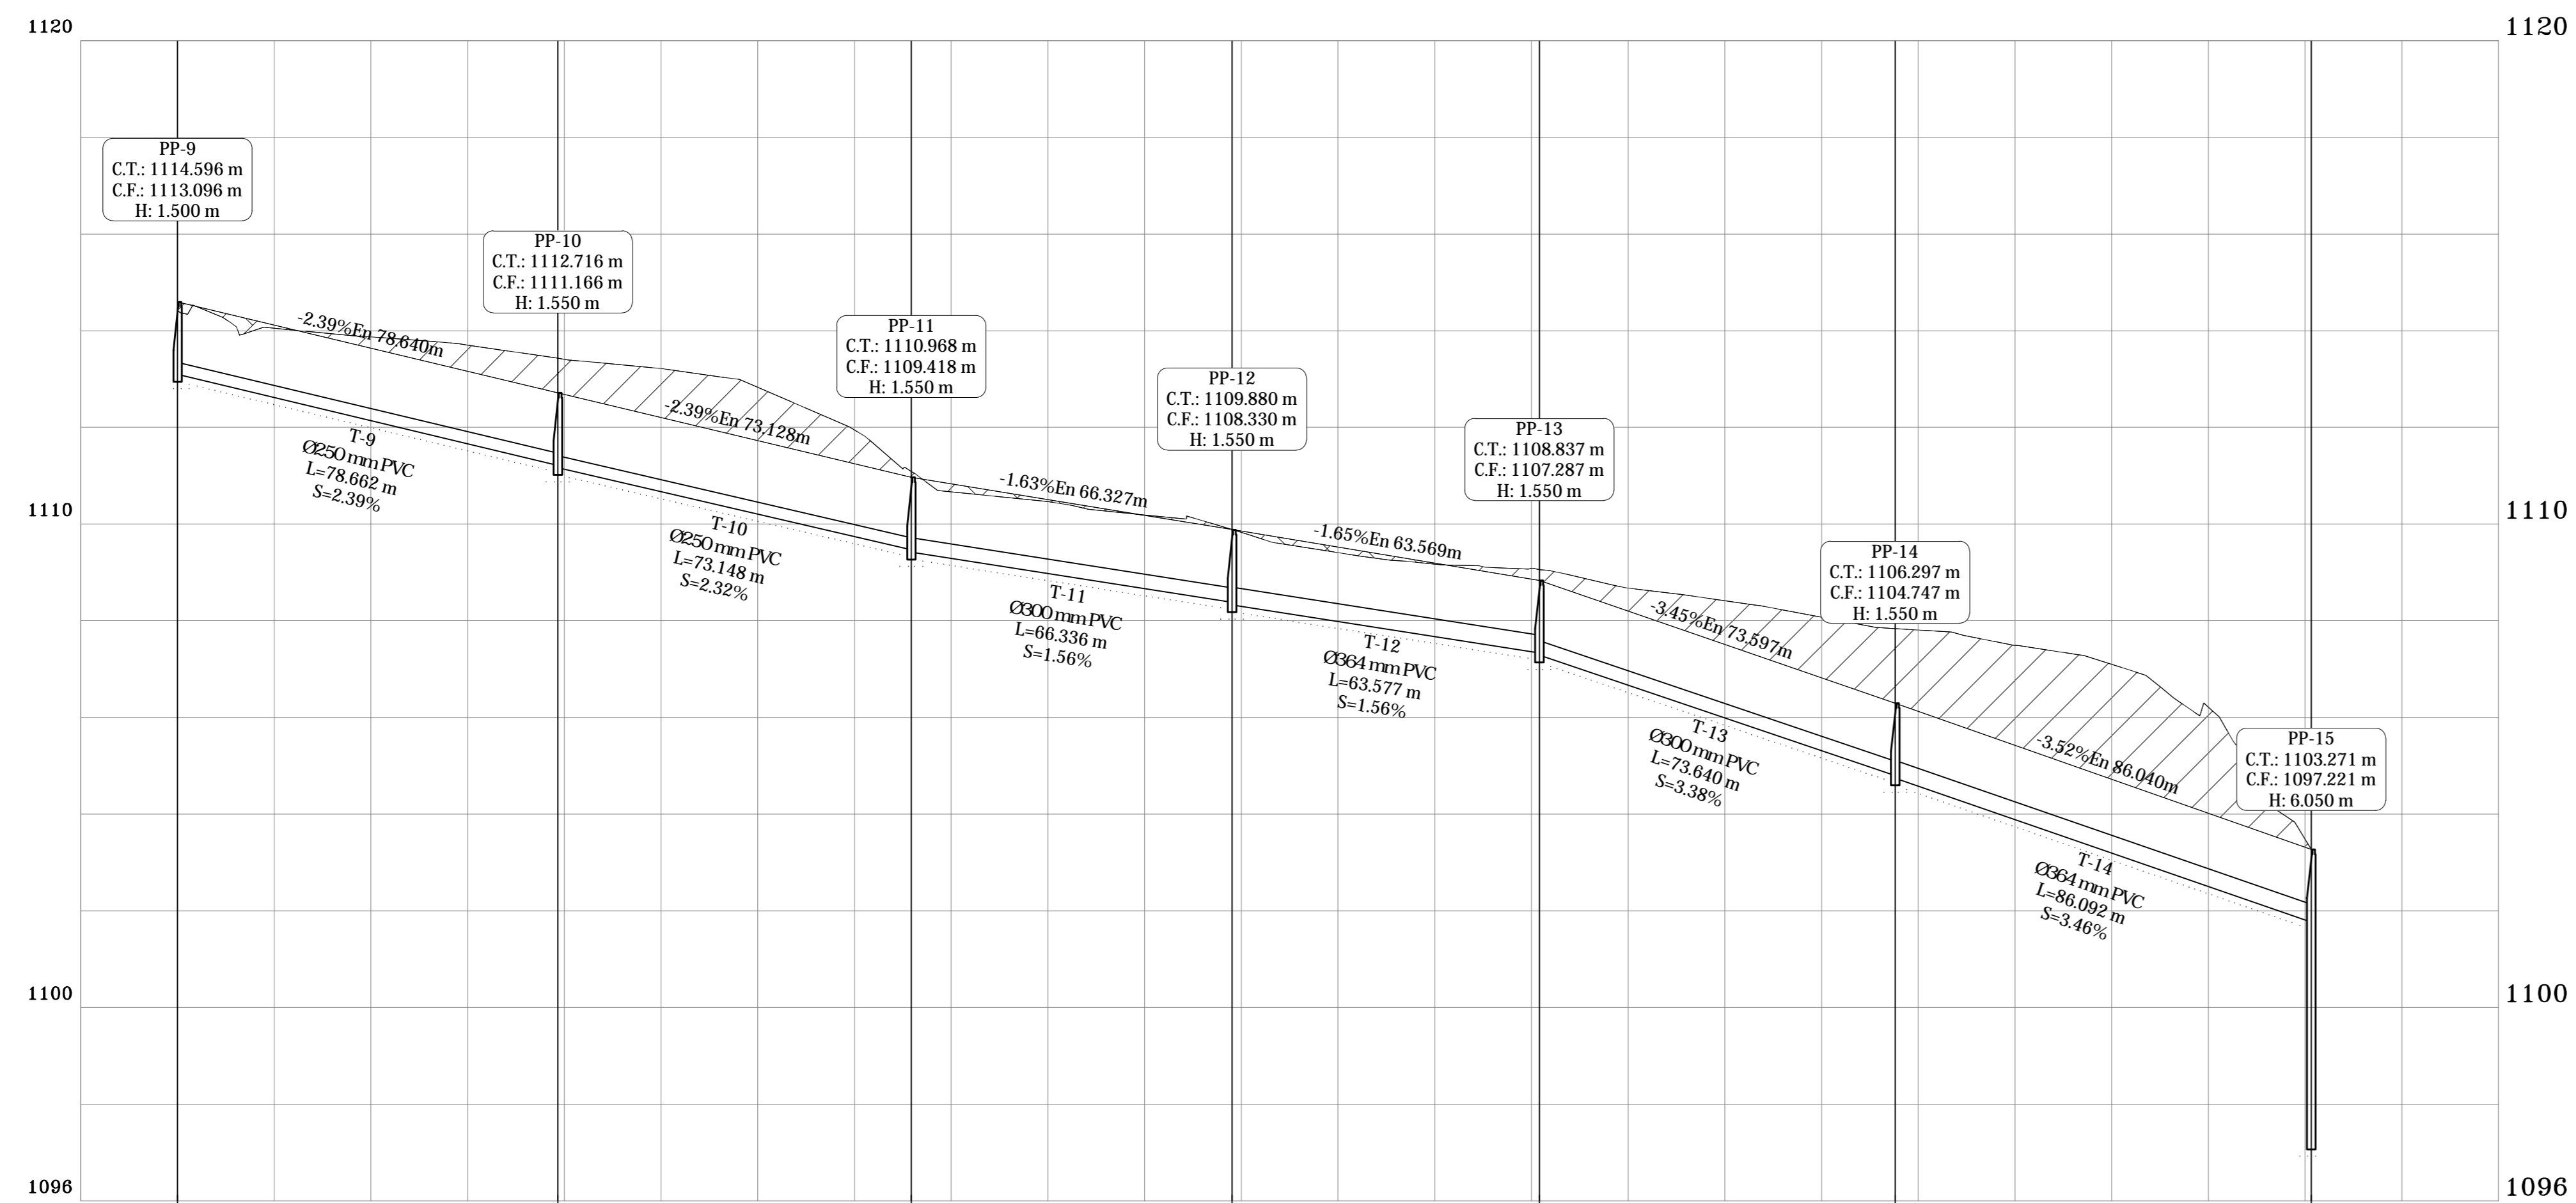 1120
1120
PP-9
C.T.: 1114.596 m
C.F.: 1113.096 m
H: 1.500 m
PP-10
C.T.: 1112.716 m
C.F.: 1111.166 m
H: 1.550 m
PP-11
C.T.: 1110.968 m
C.F.: 1109.418 m
H: 1.550 m
PP-12
C.T.: 1109.880 m
C.F.: 1108.330 m
H: 1.550 m
PP-13
C.T.: 1108.837 m
C.F.: 1107.287 m
H: 1.550 m
PP-14
C.T.: 1106.297 m
C.F.: 1104.747 m
H: 1.550 m
PP-15
C.T.: 1103.271 m
C.F.: 1097.221 m
H: 6.050 m
-2.39%En 78.640m
-2.39%En 73.128m
-1.63%En 66.327m
-1.65%En 63.569m
-3.45%En 73.597m
-3.52%En 86.040m
T-9
Ø250 mm PVC
L=78.662 m
S=2.39%
T-10
Ø250 mm PVC
L=73.148 m
S=2.32%
T-11
Ø300 mm PVC
L=66.336 m
S=1.56%
T-12
Ø364 mm PVC
L=63.577 m
S=1.56%
T-13
Ø300 mm PVC
L=73.640 m
S=3.38%
T-14
Ø364 mm PVC
L=86.092 m
S=3.46%
1110
1110
1100
1100
1096
1096